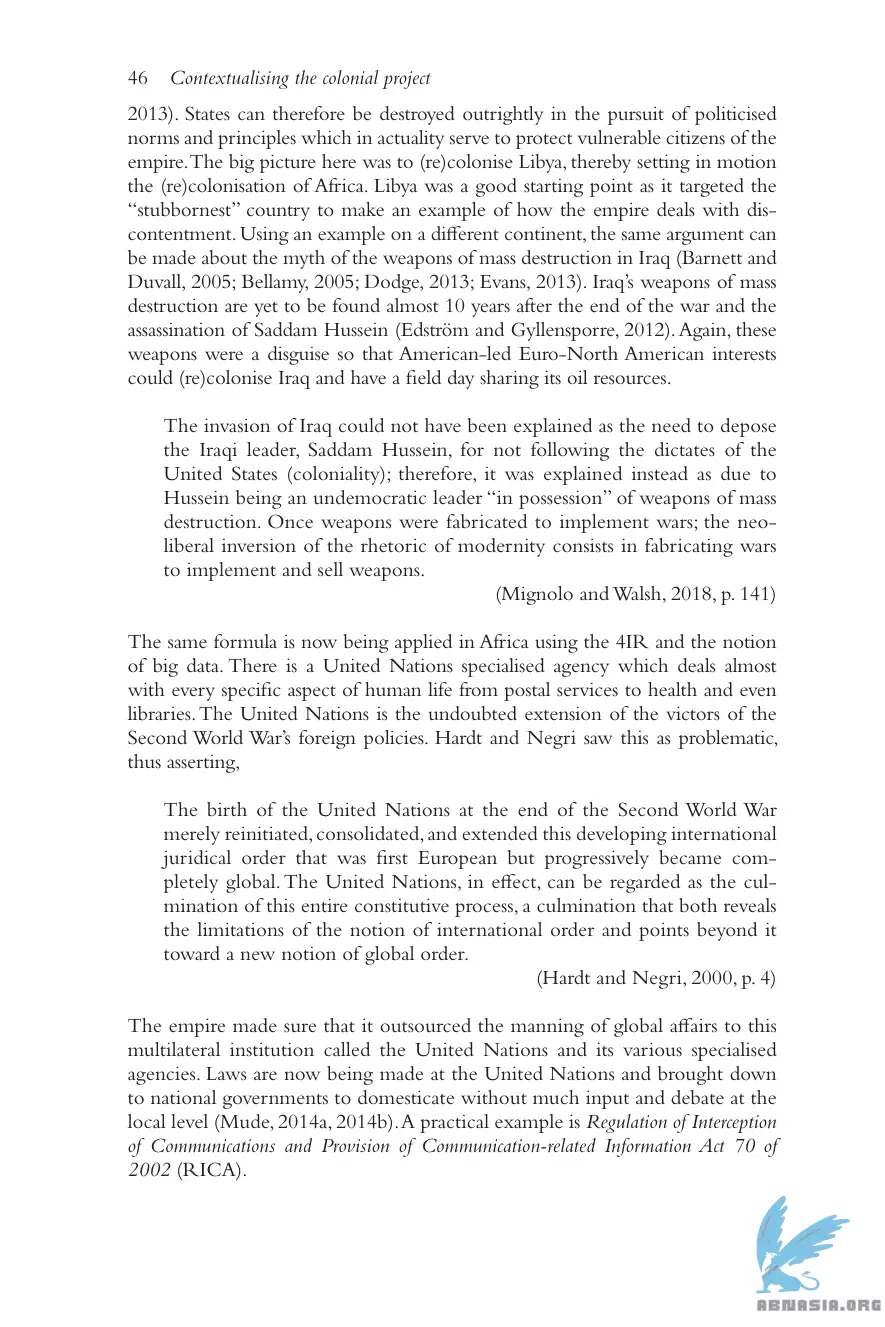 46 Contextualising the colonial project
2013). States can therefore be destroyed outrightly in the pursuit of politicised
norms and principles which in actuality serve to protect vulnerable citizens of the
empire. The big picture here was to (re)colonise Libya, thereby setting in motion
the (re)colonisation of Africa. Libya was a good starting point as it targeted the
“stubbornest” country to make an example of how the empire deals with dis-
contentment. Using an example on a different continent, the same argument can
be made about the myth of the weapons of mass destruction in Iraq (Barnett and
Duvall, 2005; Bellamy, 2005; Dodge, 2013; Evans, 2013). Iraq’s weapons of mass
destruction are yet to be found almost 10 years after the end of the war and the
assassination of Saddam Hussein (Edström and Gyllensporre, 2012). Again, these
weapons were a disguise so that American-led Euro-North American interests
could (re)colonise Iraq and have a field day sharing its oil resources.
The invasion of Iraq could not have been explained as the need to depose
the Iraqi leader, Saddam Hussein, for not following the dictates of the
United States (coloniality); therefore, it was explained instead as due to
Hussein being an undemocratic leader “in possession” of weapons of mass
destruction. Once weapons were fabricated to implement wars; the neo-
liberal inversion of the rhetoric of modernity consists in fabricating wars
to implement and sell weapons.
(Mignolo and Walsh, 2018, p. 141)
The same formula is now being applied in Africa using the 4IR and the notion
of big data. There is a United Nations specialised agency which deals almost
with every specific aspect of human life from postal services to health and even
libraries. The United Nations is the undoubted extension of the victors of the
Second World War’s foreign policies. Hardt and Negri saw this as problematic,
thus asserting,
The birth of the United Nations at the end of the Second World War
merely reinitiated, consolidated, and extended this developing international
juridical order that was first European but progressively became com-
pletely global. The United Nations, in effect, can be regarded as the cul-
mination of this entire constitutive process, a culmination that both reveals
the limitations of the notion of international order and points beyond it
toward a new notion of global order.
(Hardt and Negri, 2000, p. 4)
The empire made sure that it outsourced the manning of global affairs to this
multilateral institution called the United Nations and its various specialised
agencies. Laws are now being made at the United Nations and brought down
to national governments to domesticate without much input and debate at the
local level (Mude, 2014a, 2014b). A practical example is Regulation of Interception
of Communications and Provision of Communication-related Information Act 70 of
2002 (RICA).
ABNASIA.ORG